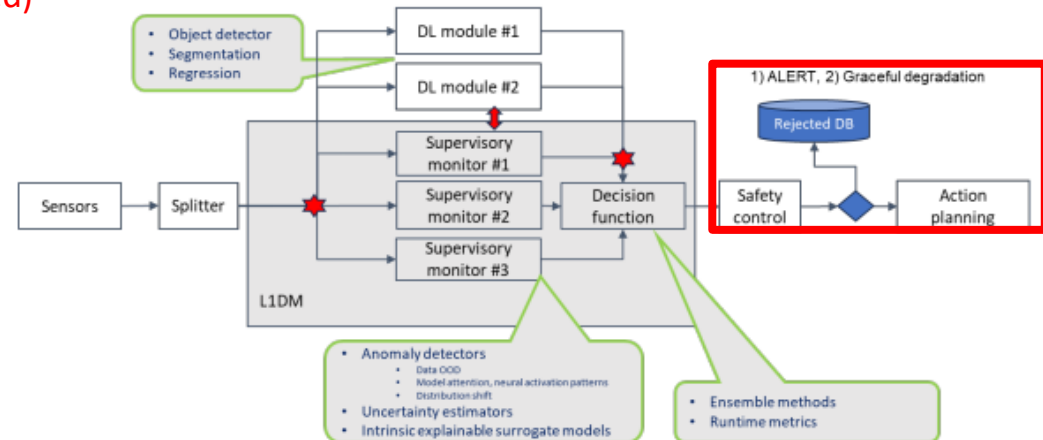 a)
• Object detector
• Segmentation
• Regression
DL module #1
DL module #2
1) ALERT, 2) Graceful degradation
Rejected DB
Supervisory
monitor #1
Sensors
Splitter
Supervisory
monitor #2
Decision
function
Safety
control
Action
planning
Supervisory
monitor #3
L1DM
• Anomaly detectors
• Data OOD
• Model attention, neural activation patterns
• Distribution shift
• Uncertainty estimators
• Intrinsic explainable surrogate models
• Ensemble methods
• Runtime metrics